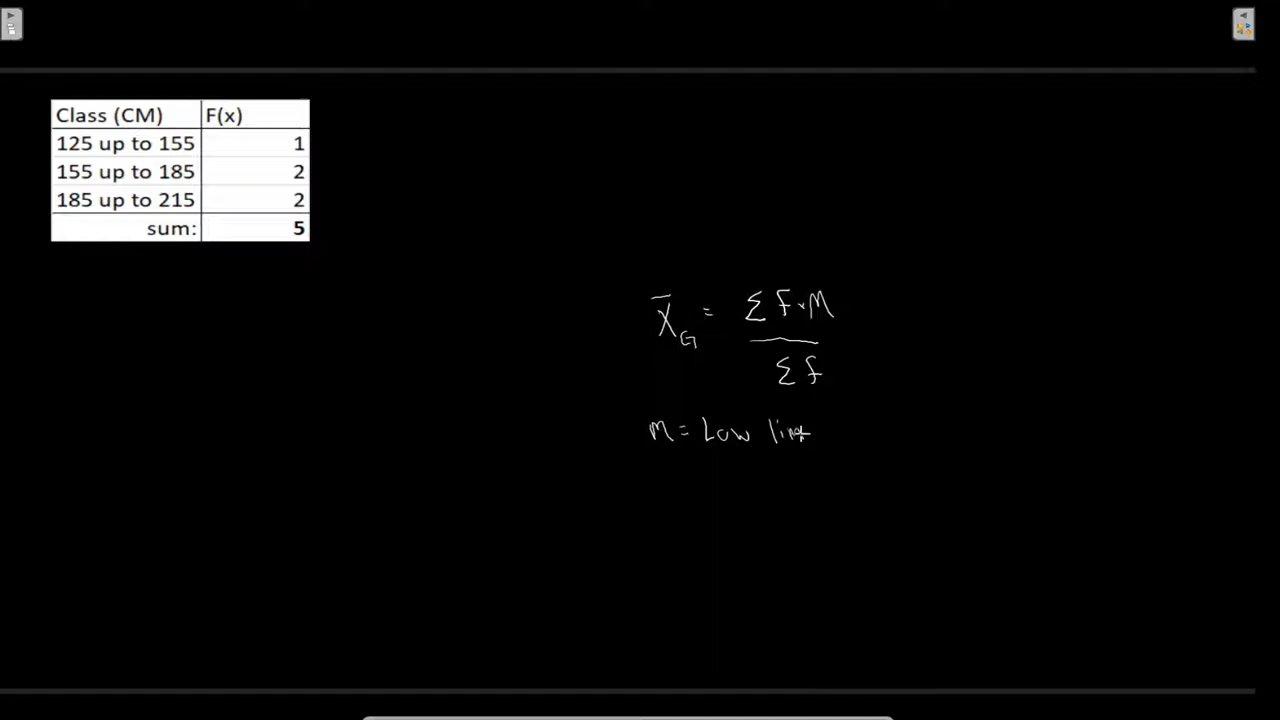 Class (CM) F(x)
125 up to 155 1
155 up to 185 2
185 up to 215 2
sum: 5
X̄G = Σ F·M
Σ f
M = Low